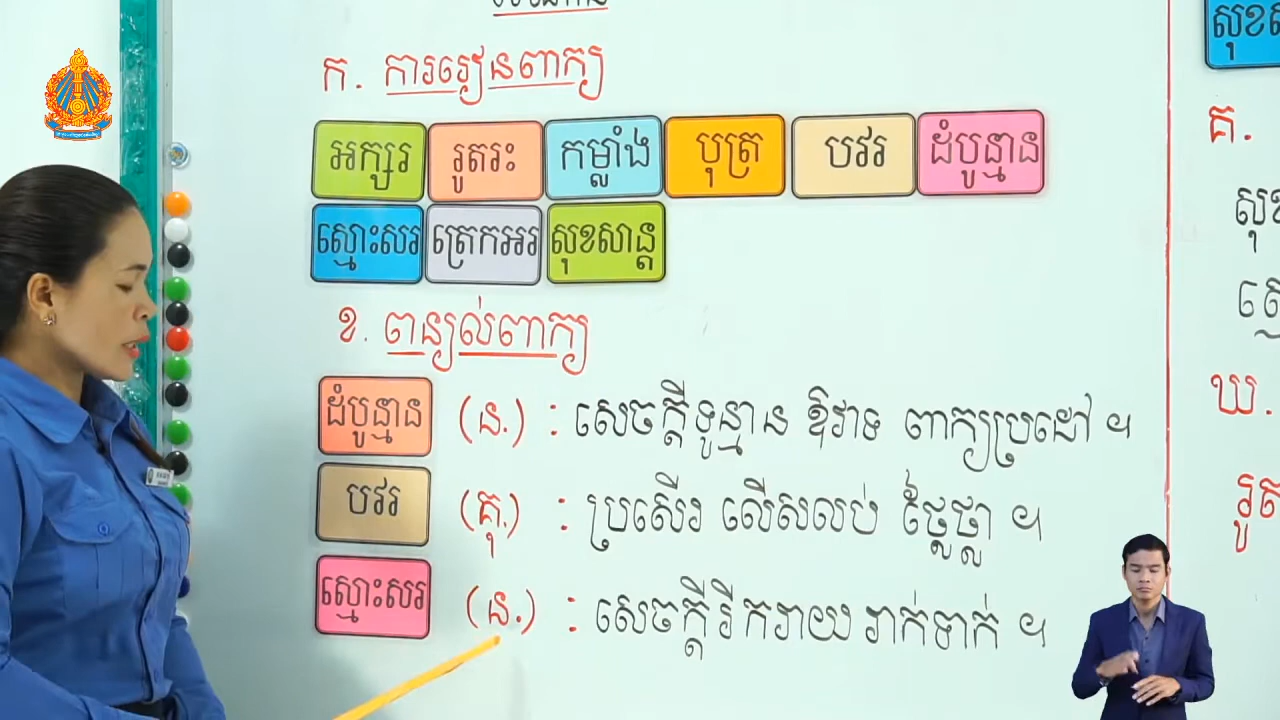 ក. ការរៀនពាក្យ
អក្សរ រូតរះ កម្លាំង បុត្រ បវរ ដំបូន្មាន
ស្មោះសរ ត្រេកអរ សុខសាន្ត
ខ. ពន្យល់ពាក្យ
ដំបូន្មាន (ន.) : សេចក្ដីទូន្មាន ឱវាទ ពាក្យប្រដៅ ។
បវរ (គុ.) : ប្រសើរ លើសលប់ ថ្លៃថ្លា ។
ស្មោះសរ (ន.) : សេចក្ដីរីករាយ រាក់ទាក់ ។
គ.
ឃ.